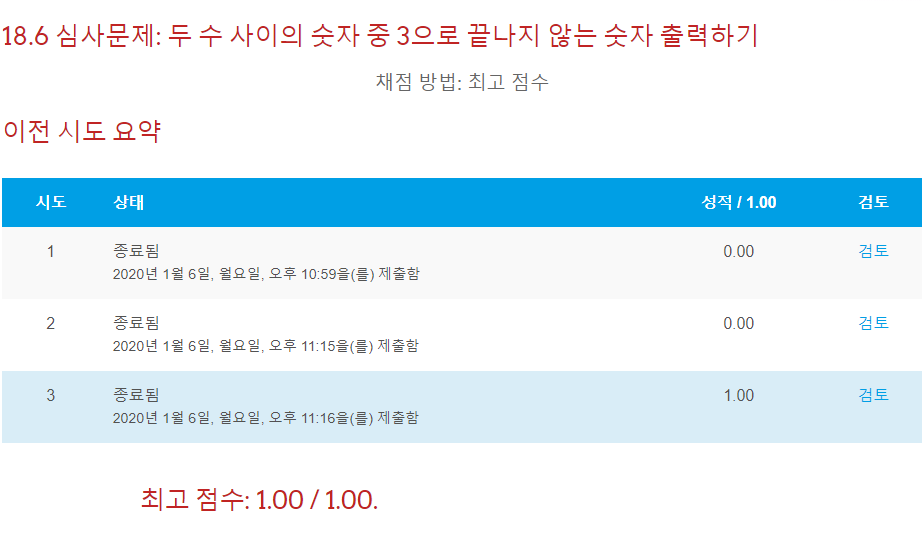 18.6 심사문제: 두 수 사이의 숫자 중 3으로 끝나지 않는 숫자 출력하기
채점 방법: 최고 점수
이전 시도 요약
시도 상태 성적 / 1.00 검토
1 종료됨 0.00 검토
2020년 1월 6일, 월요일, 오후 10:59을(를) 제출함
2 종료됨 0.00 검토
2020년 1월 6일, 월요일, 오후 11:15을(를) 제출함
3 종료됨 1.00 검토
2020년 1월 6일, 월요일, 오후 11:16을(를) 제출함
최고 점수: 1.00 / 1.00.